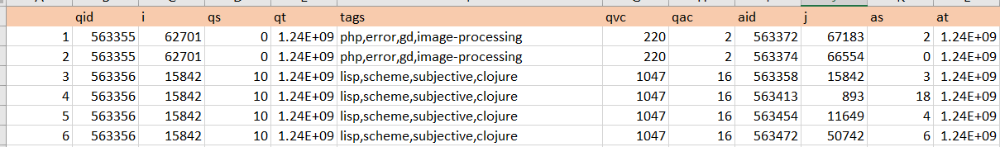 qid i qs qt tags qvc qac aid j as at
1 563355 62701 0 1.24E+09 php,error,gd,image-processing 220 2 563372 67183 2 1.24E+09
2 563355 62701 0 1.24E+09 php,error,gd,image-processing 220 2 563374 66554 0 1.24E+09
3 563356 15842 10 1.24E+09 lisp,scheme,subjective,clojure 1047 16 563358 15842 3 1.24E+09
4 563356 15842 10 1.24E+09 lisp,scheme,subjective,clojure 1047 16 563413 893 18 1.24E+09
5 563356 15842 10 1.24E+09 lisp,scheme,subjective,clojure 1047 16 563454 11649 4 1.24E+09
6 563356 15842 10 1.24E+09 lisp,scheme,subjective,clojure 1047 16 563472 50742 6 1.24E+09